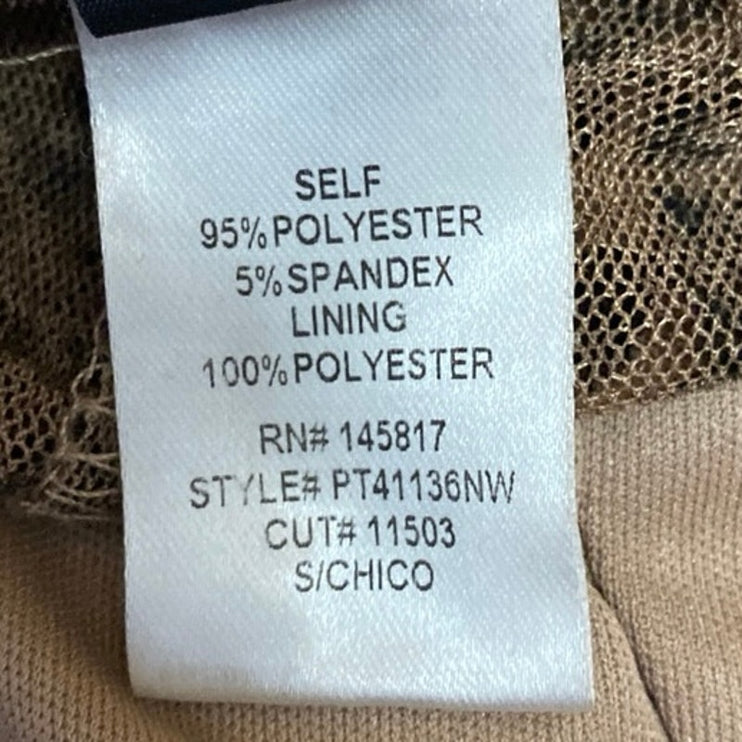 SELF
95% POLYESTER
5% SPANDEX
LINING
100% POLYESTER
RN# 145817
STYLE# PT41136NW
CUT# 11503
S/CHICO